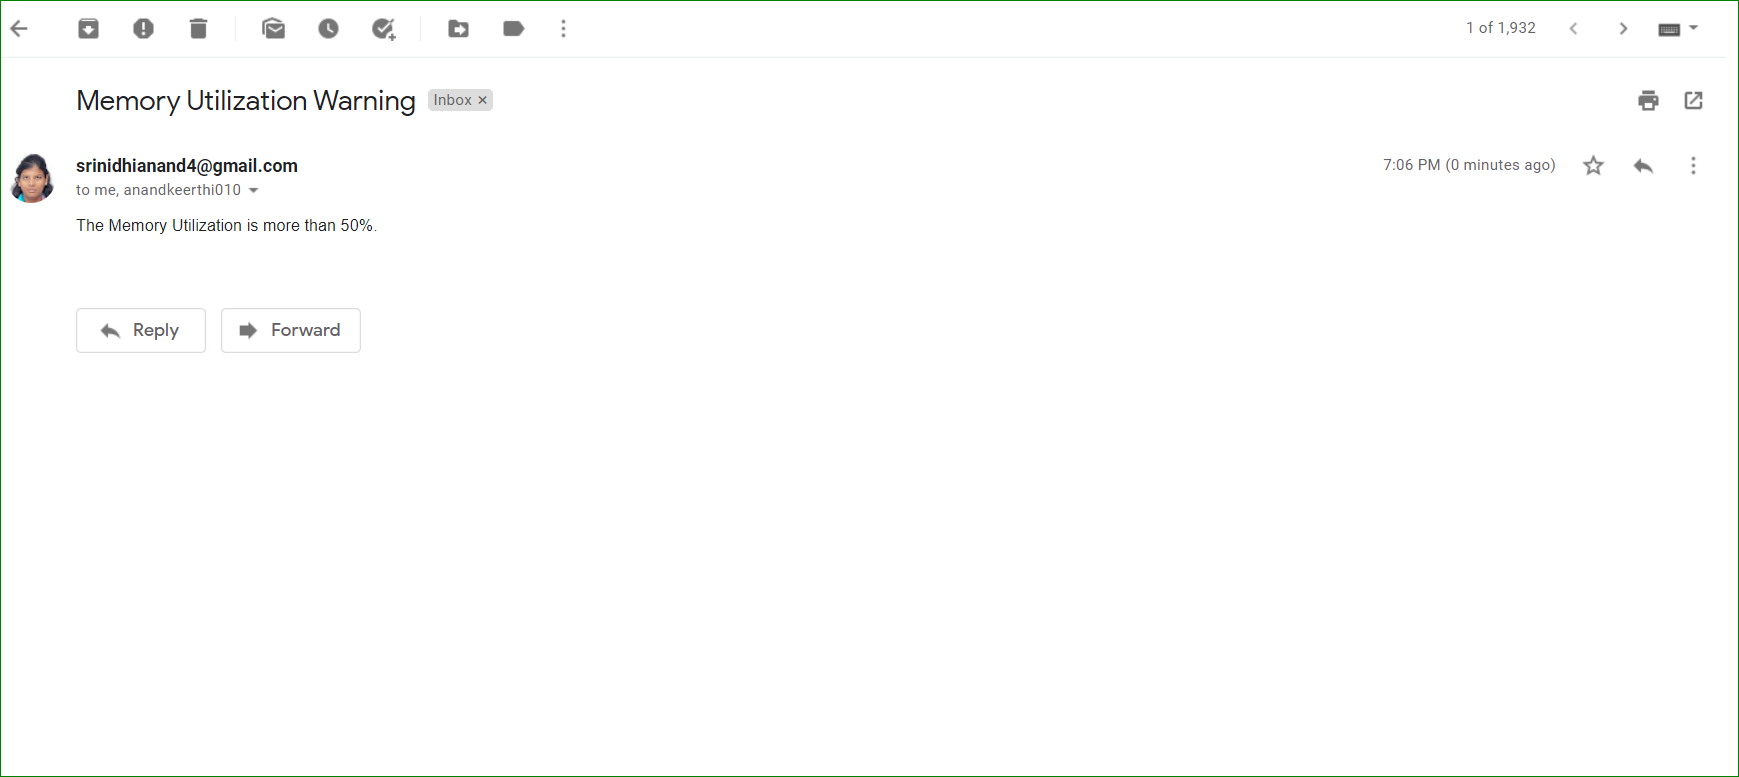 1 of 1,932
Memory Utilization Warning Inbox ×
srinidhianand4@gmail.com 7:06 PM (0 minutes ago)
to me, anandkeerthi010
The Memory Utilization is more than 50%.
Reply Forward